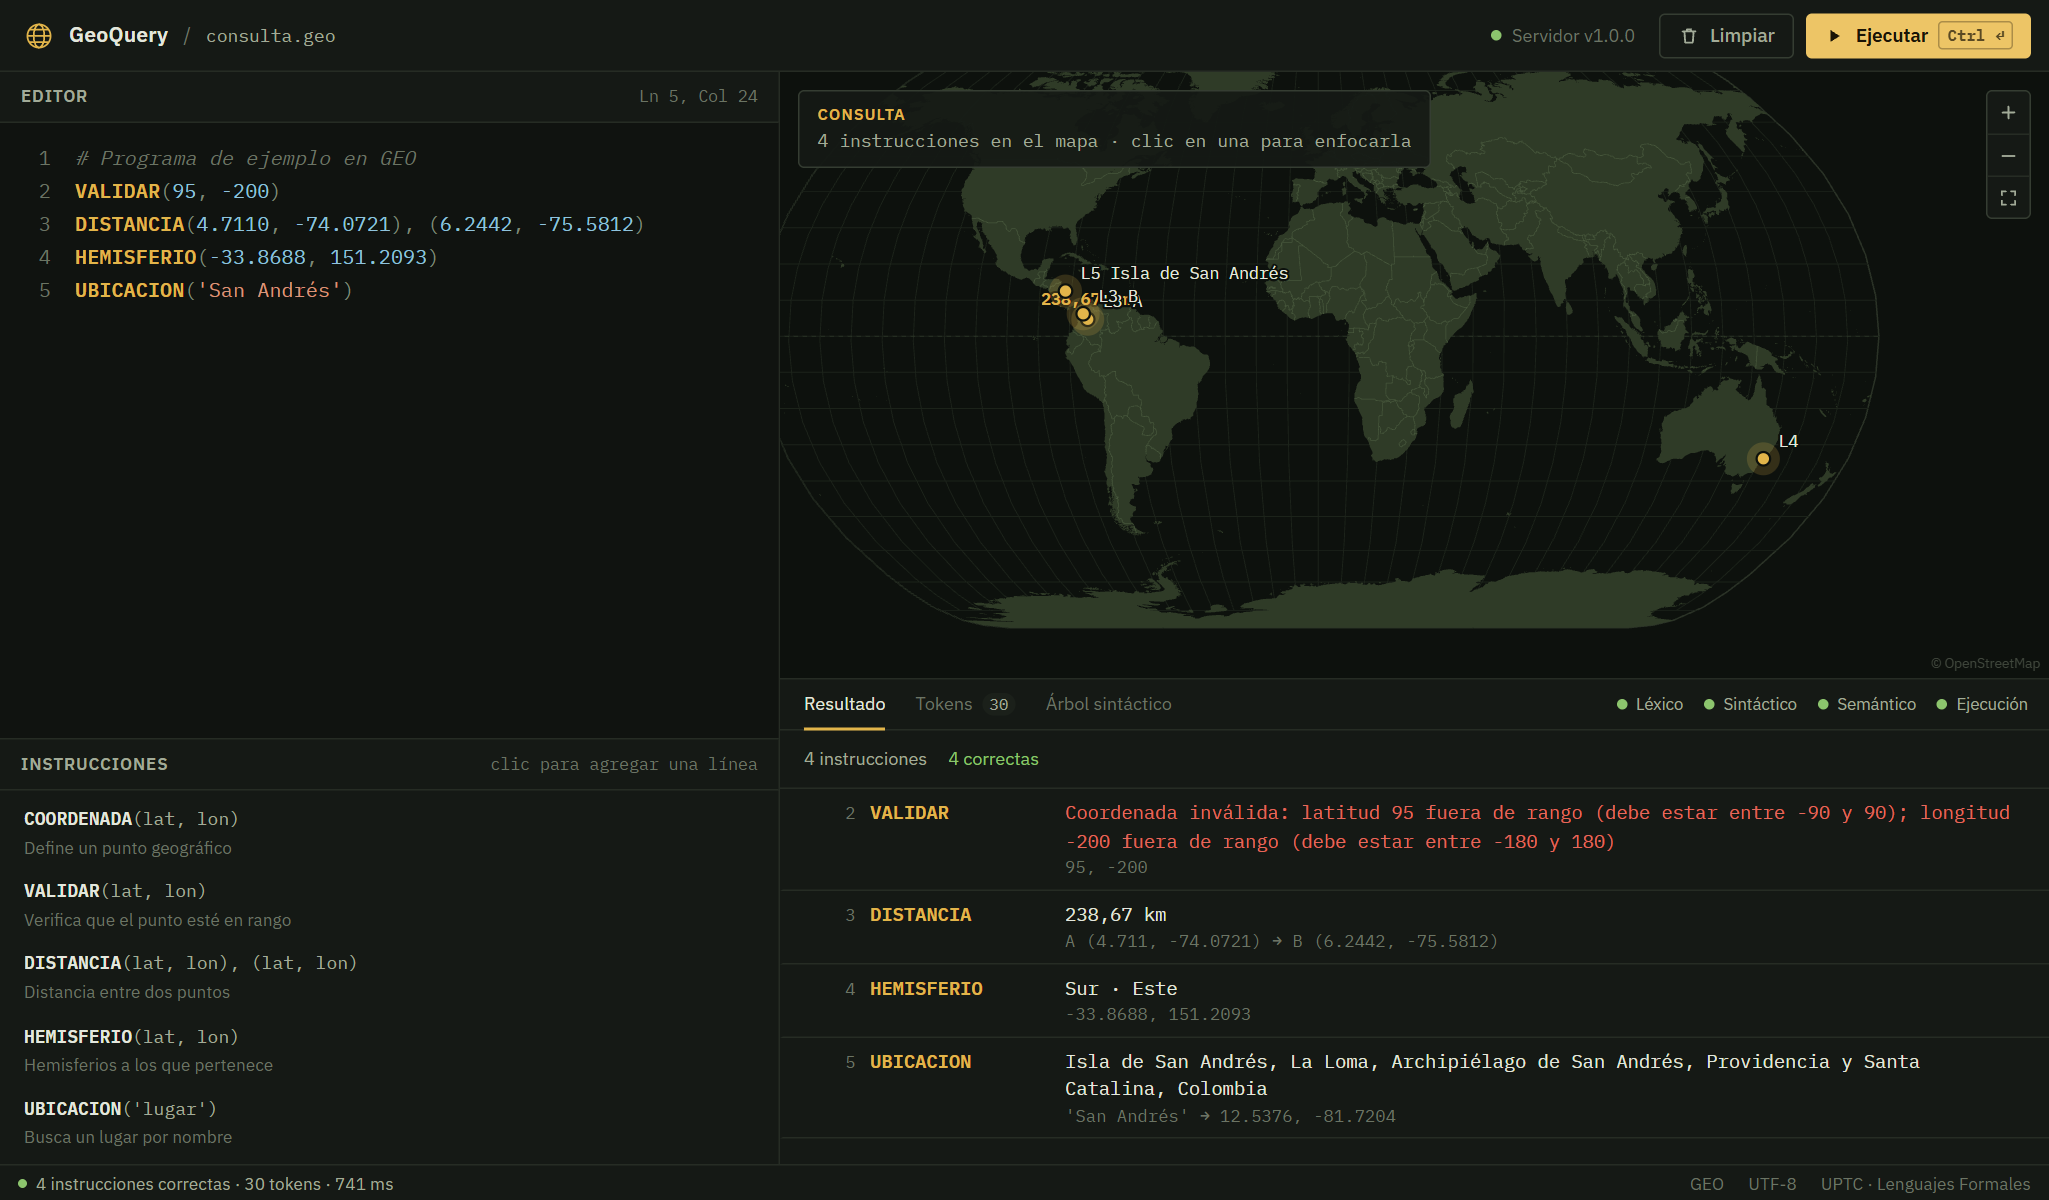 GeoQuery / consulta.geo
Servidor v1.0.0
Limpiar
Ejecutar Ctrl ↵
EDITOR
Ln 5, Col 24
1 # Programa de ejemplo en GEO
2 VALIDAR(95, -200)
3 DISTANCIA(4.7110, -74.0721), (6.2442, -75.5812)
4 HEMISFERIO(-33.8688, 151.2093)
5 UBICACION('San Andrés')
INSTRUCCIONES
clic para agregar una línea
COORDENADA(lat, lon)
Define un punto geográfico
VALIDAR(lat, lon)
Verifica que el punto esté en rango
DISTANCIA(lat, lon), (lat, lon)
Distancia entre dos puntos
HEMISFERIO(lat, lon)
Hemisferios a los que pertenece
UBICACION('lugar')
Busca un lugar por nombre
CONSULTA
4 instrucciones en el mapa · clic en una para enfocarla
+
−
L5 Isla de San Andrés
238,67
L3·B
L4
© OpenStreetMap
Resultado
Tokens 30
Árbol sintáctico
Léxico
Sintáctico
Semántico
Ejecución
4 instrucciones 4 correctas
2 VALIDAR Coordenada inválida: latitud 95 fuera de rango (debe estar entre -90 y 90); longitud
-200 fuera de rango (debe estar entre -180 y 180)
95, -200
3 DISTANCIA 238,67 km
A (4.711, -74.0721) → B (6.2442, -75.5812)
4 HEMISFERIO Sur · Este
-33.8688, 151.2093
5 UBICACION Isla de San Andrés, La Loma, Archipiélago de San Andrés, Providencia y Santa
Catalina, Colombia
'San Andrés' → 12.5376, -81.7204
4 instrucciones correctas · 30 tokens · 741 ms
GEO
UTF-8
UPTC · Lenguajes Formales